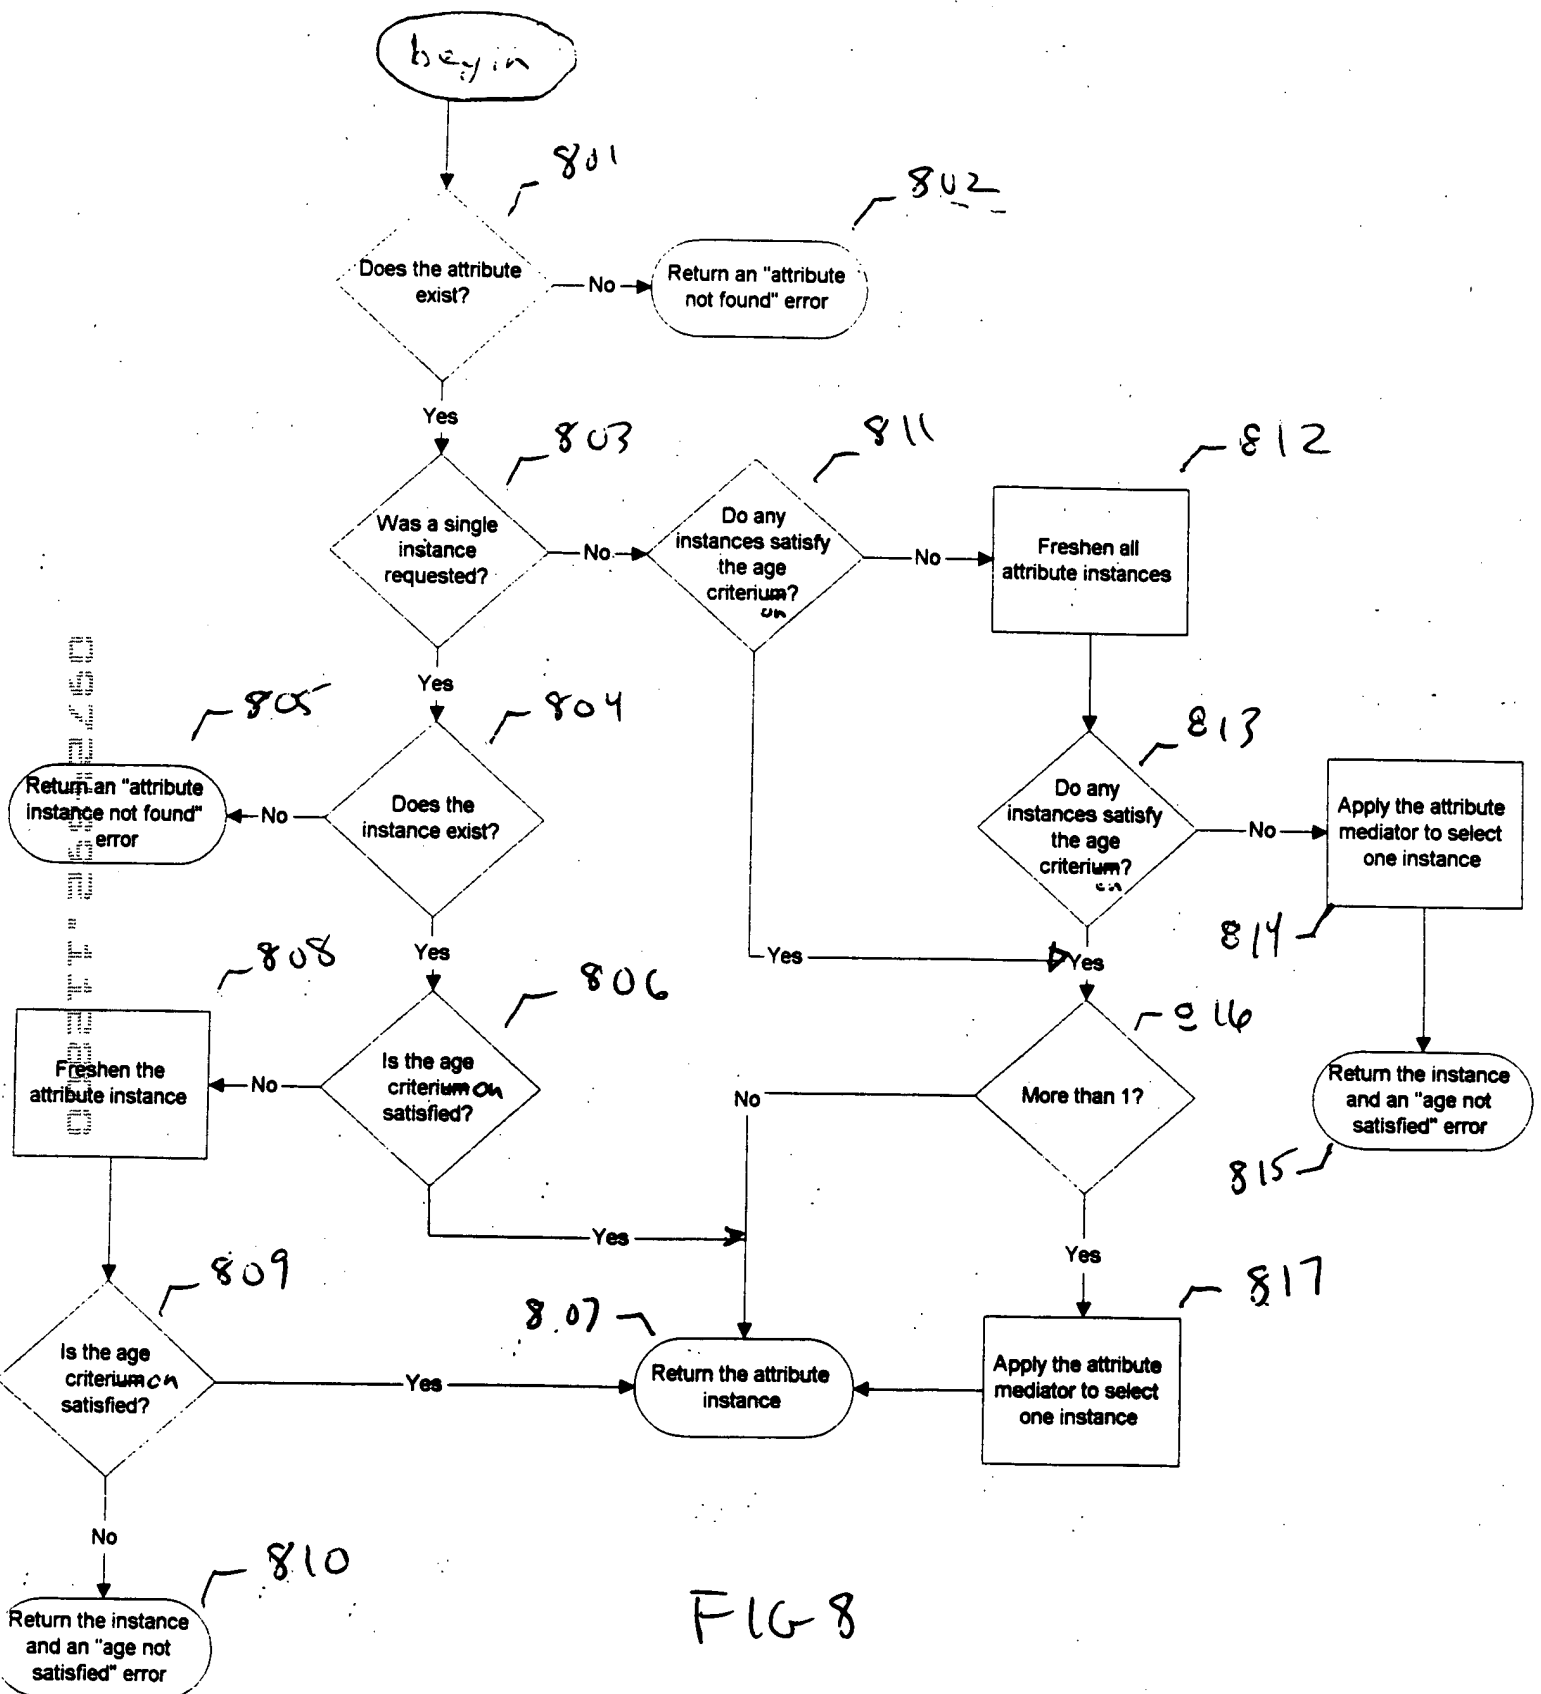 begin
801
802
Does the attribute
exist?
No
Return an "attribute
not found" error
Yes
803
811
812
Was a single
instance
requested?
No
Do any
instances satisfy
the age
criterium?
on
No
Freshen all
attribute instances
Yes
805
804
813
Return an "attribute
instance not found"
error
No
Does the
instance exist?
Do any
instances satisfy
the age
criterium?
on
No
Apply the attribute
mediator to select
one instance
814
Yes
Yes
Yes
808
806
816
Freshen the
attribute instance
No
Is the age
criterium on
satisfied?
No
More than 1?
Return the instance
and an "age not
satisfied" error
815
Yes
Yes
809
807
817
Is the age
criterium on
satisfied?
Yes
Return the attribute
instance
Apply the attribute
mediator to select
one instance
No
810
Return the instance
and an "age not
satisfied" error
FIG 8